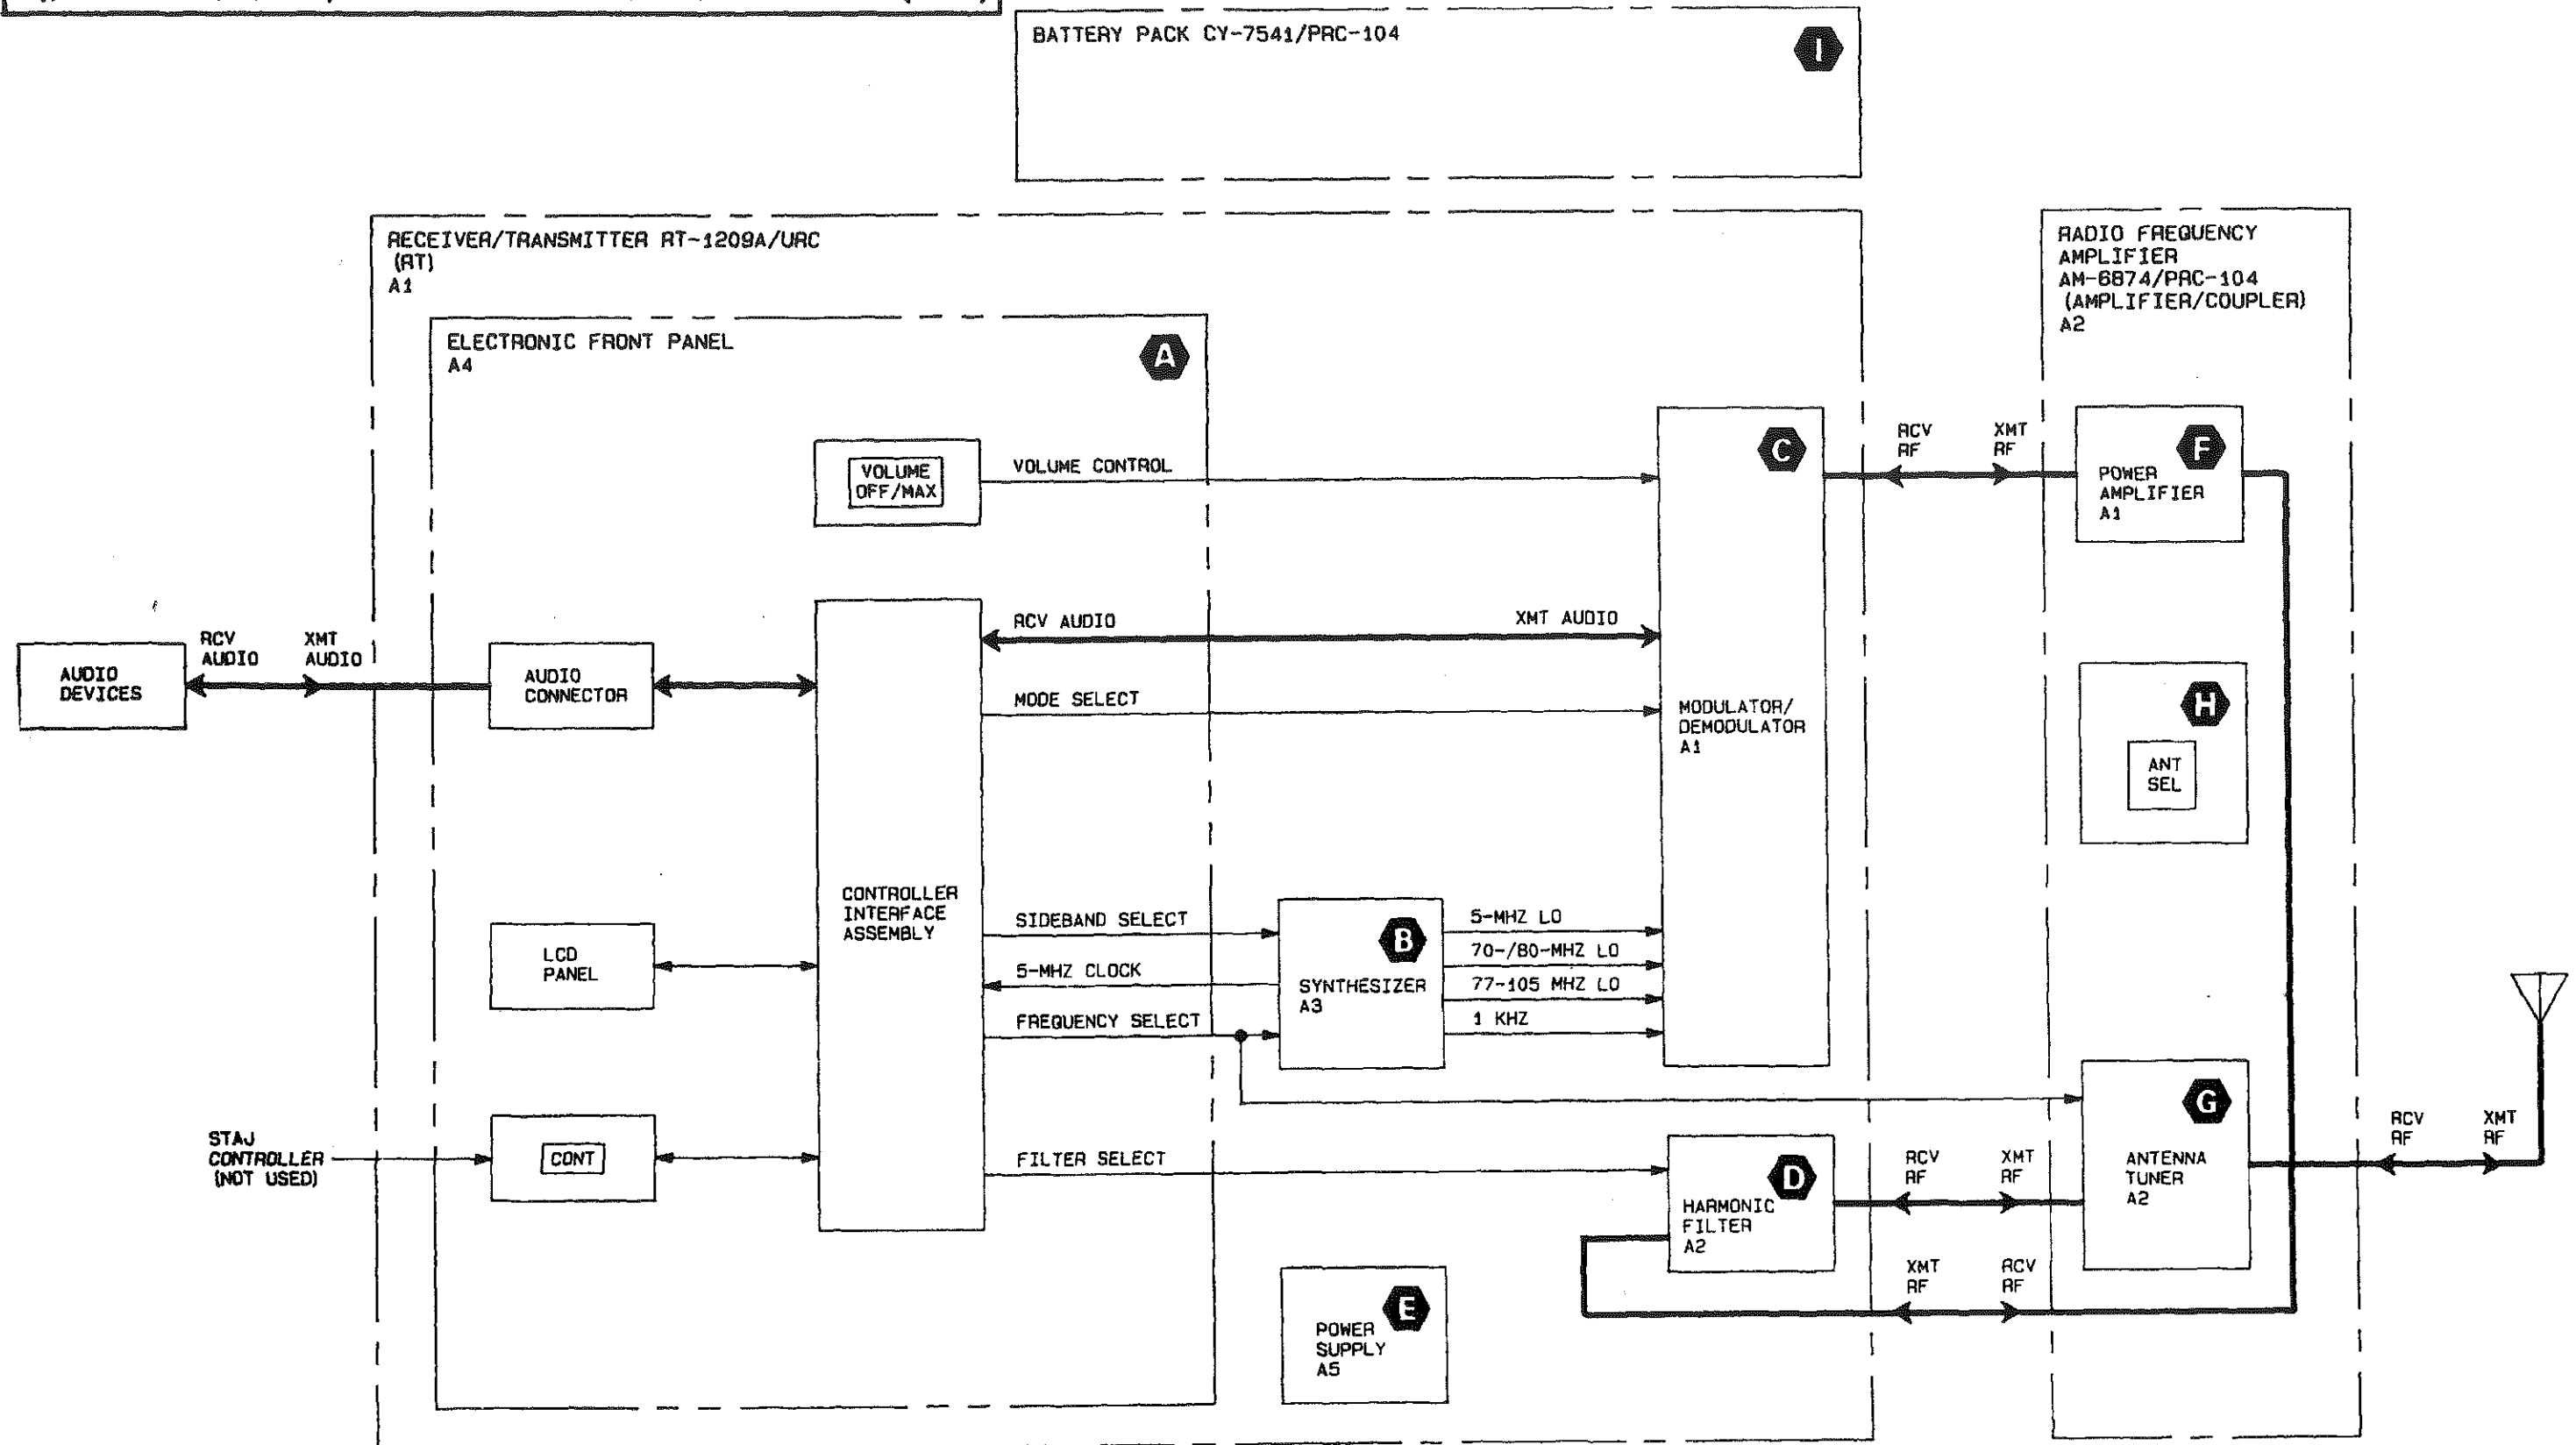 BATTERY PACK CY-7541/PRC-104
I
RECEIVER/TRANSMITTER RT-1209A/URC
(RT)
A1
RADIO FREQUENCY
AMPLIFIER
AM-6874/PRC-104
(AMPLIFIER/COUPLER)
A2
ELECTRONIC FRONT PANEL
A4
A
VOLUME
OFF/MAX
VOLUME CONTROL
C
MODULATOR/
DEMODULATOR
A1
RCV
RF
XMT
RF
F
POWER
AMPLIFIER
A1
AUDIO
DEVICES
RCV
AUDIO
XMT
AUDIO
AUDIO
CONNECTOR
RCV AUDIO
XMT AUDIO
MODE SELECT
H
ANT
SEL
CONTROLLER
INTERFACE
ASSEMBLY
LCD
PANEL
SIDEBAND SELECT
5-MHZ CLOCK
FREQUENCY SELECT
B
SYNTHESIZER
A3
5-MHZ LO
70-/80-MHZ LO
77-105 MHZ LO
1 KHZ
STAJ
CONTROLLER
(NOT USED)
CONT
FILTER SELECT
D
HARMONIC
FILTER
A2
RCV
RF
XMT
RF
G
ANTENNA
TUNER
A2
RCV
RF
XMT
RF
XMT
RF
RCV
RF
E
POWER
SUPPLY
A5